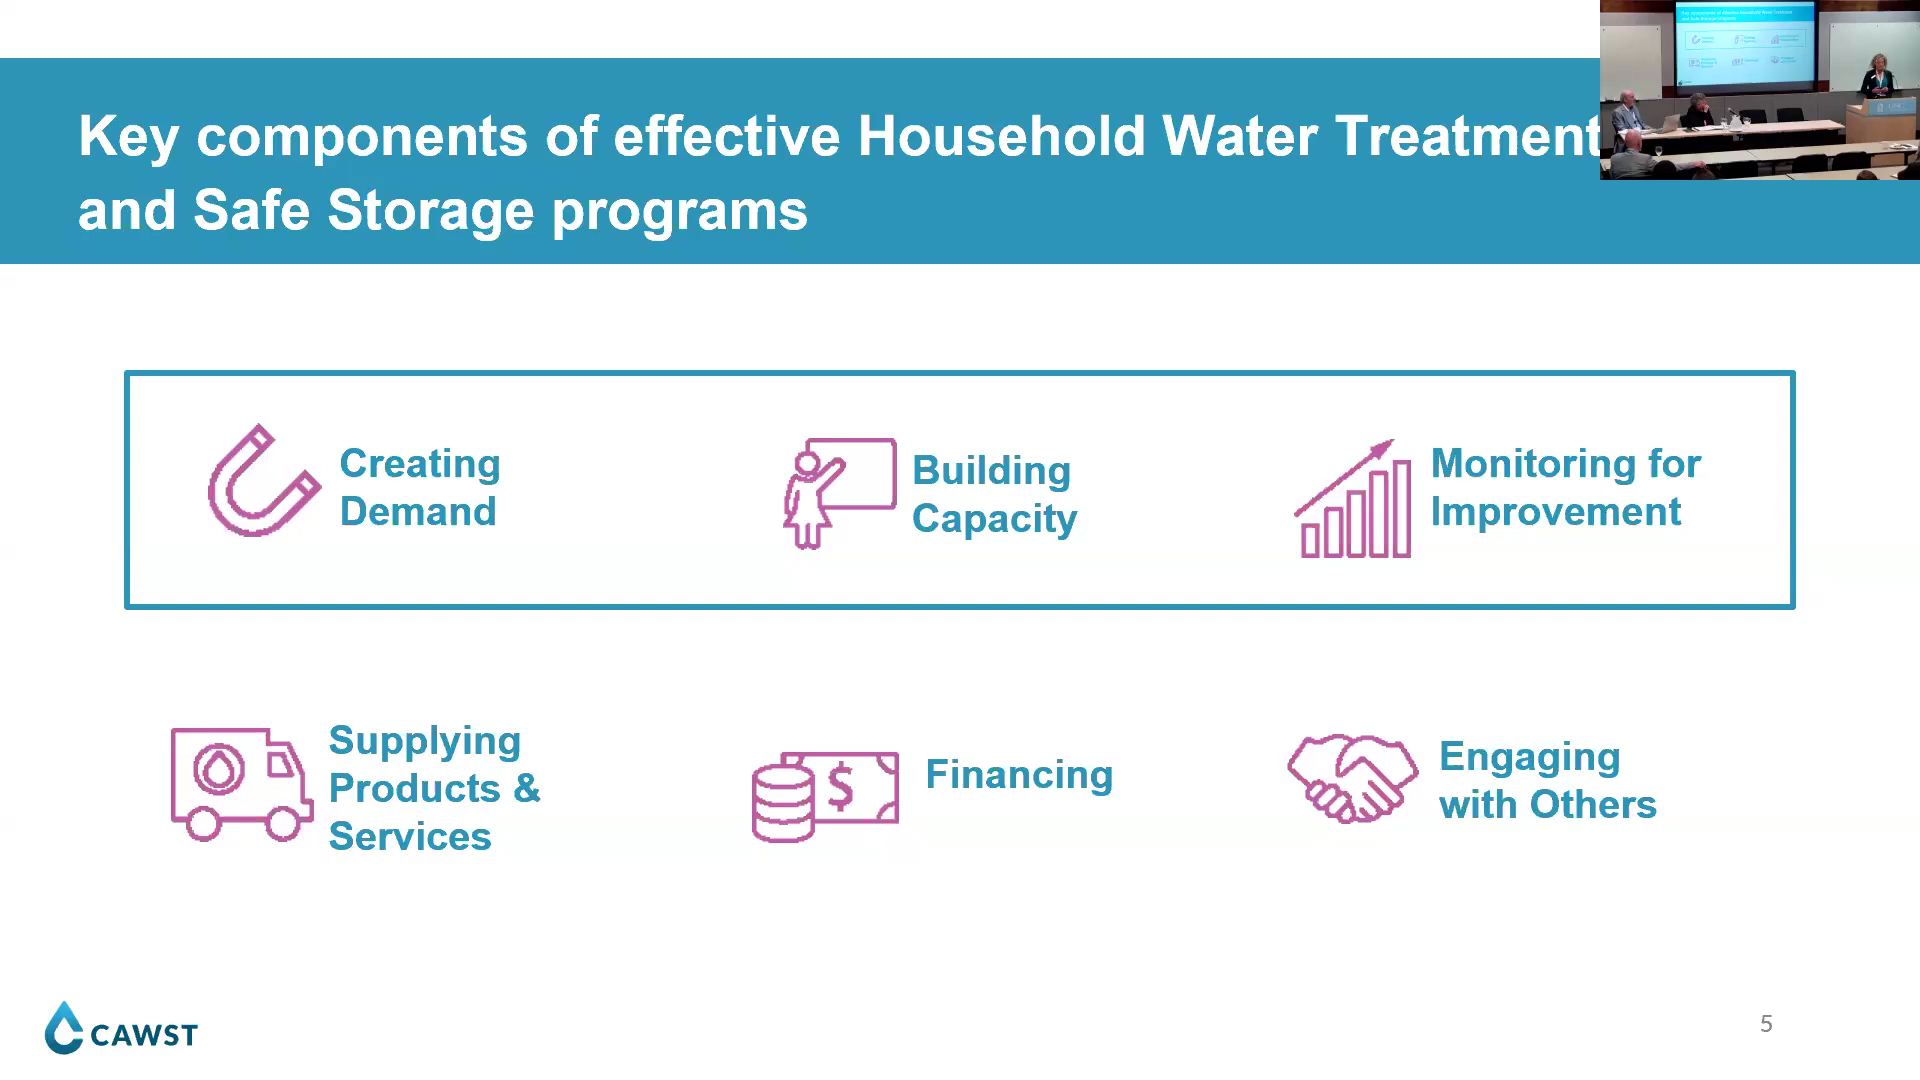 Key components of effective Household Water Treatment
and Safe Storage programs
Creating
Demand
Building
Capacity
Monitoring for
Improvement
Supplying
Products &
Services
$
Financing
Engaging
with Others
CAWST
5